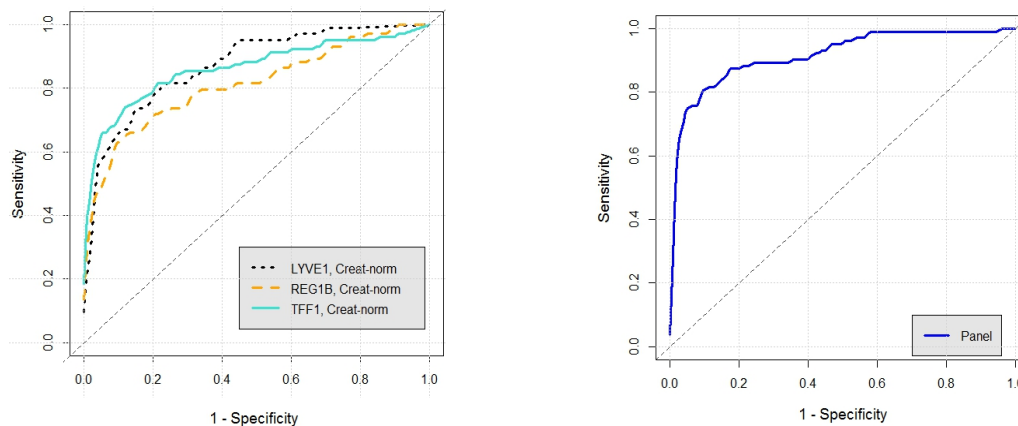 Sensitivity
1.0
0.8
0.6
0.4
0.2
0.0
LYVE1, Creat-norm
REG1B, Creat-norm
TFF1, Creat-norm
0.0 0.2 0.4 0.6 0.8 1.0
1 - Specificity
Sensitivity
1.0
0.8
0.6
0.4
0.2
0.0
Panel
0.0 0.2 0.4 0.6 0.8 1.0
1 - Specificity